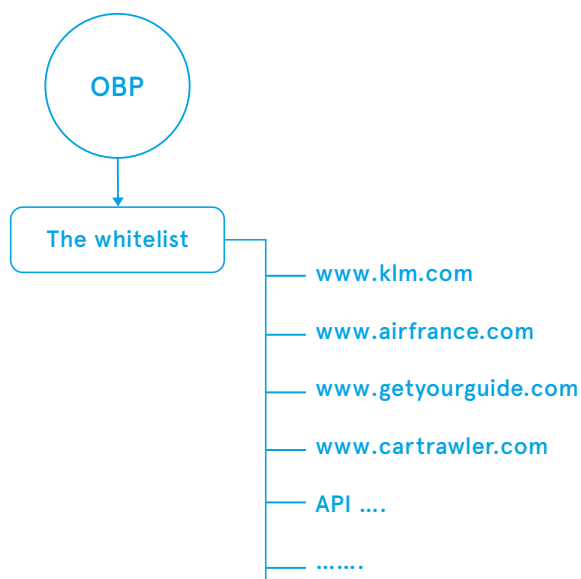 OBP
The whitelist
www.klm.com
www.airfrance.com
www.getyourguide.com
www.cartrawler.com
API ....
.......